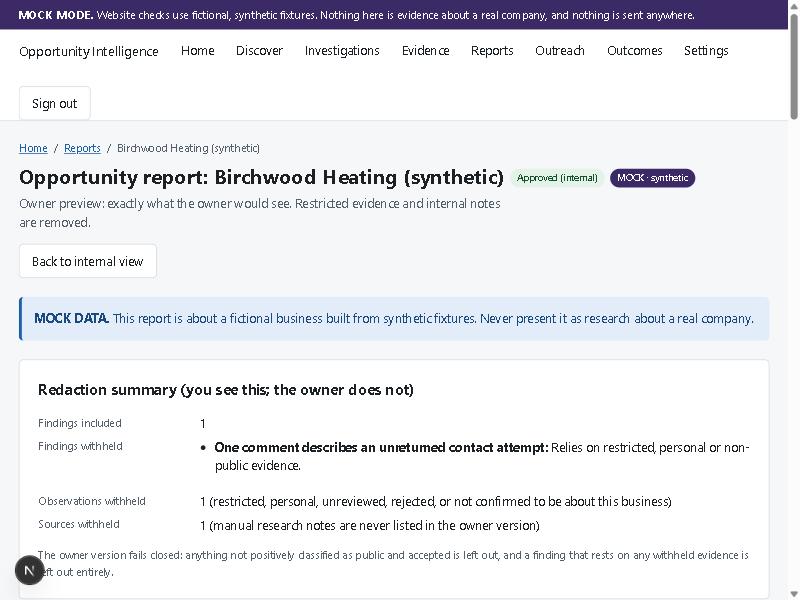 MOCK MODE. Website checks use fictional, synthetic fixtures. Nothing here is evidence about a real company, and nothing is sent anywhere.
Opportunity Intelligence Home Discover Investigations Evidence Reports Outreach Outcomes Settings
Sign out
Home / Reports / Birchwood Heating (synthetic)
Opportunity report: Birchwood Heating (synthetic) Approved (internal) MOCK · synthetic
Owner preview: exactly what the owner would see. Restricted evidence and internal notes
are removed.
Back to internal view
MOCK DATA. This report is about a fictional business built from synthetic fixtures. Never present it as research about a real company.
Redaction summary (you see this; the owner does not)
Findings included 1
Findings withheld • One comment describes an unreturned contact attempt: Relies on restricted, personal or non-
public evidence.
Observations withheld 1 (restricted, personal, unreviewed, rejected, or not confirmed to be about this business)
Sources withheld 1 (manual research notes are never listed in the owner version)
The owner version fails closed: anything not positively classified as public and accepted is left out, and a finding that rests on any withheld evidence is
left out entirely.
N